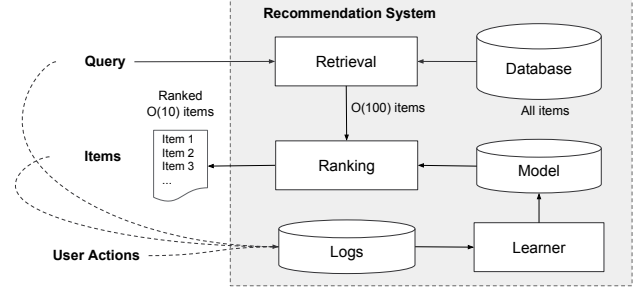 Recommendation System
Query
Retrieval
Database
All items
O(100) items
Ranked
O(10) items
Item 1
Item 2
Item 3
...
Items
Ranking
Model
User Actions
Logs
Learner